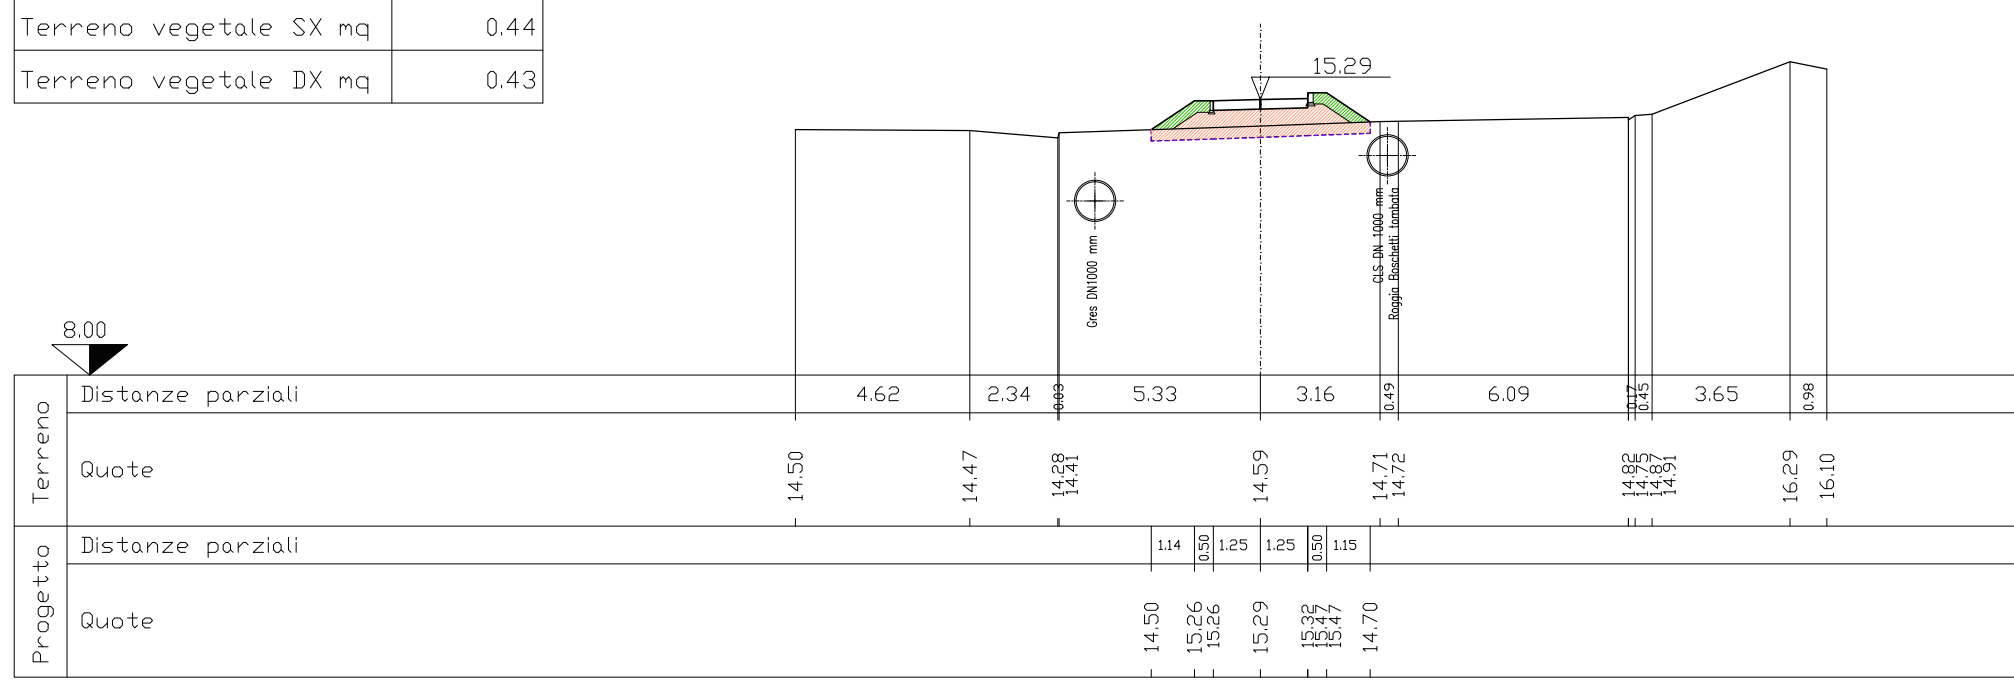 Terreno vegetale SX mq 0.44
Terreno vegetale DX mq 0.43
15.29
Gres DN1000 mm
CLS DN 1000 mm
Roggia Boschetti tombata
8.00
Terreno
Distanze parziali 4.62 2.34 0.03 5.33 3.16 0.49 6.09 0.17 0.45 3.65 0.98
Quote 14.50 14.47 14.28 14.41 14.59 14.71 14.72 14.82 14.75 14.87 14.91 16.29 16.10
Progetto
Distanze parziali 1.14 0.50 1.25 1.25 0.50 1.15
Quote 14.50 15.26 15.26 15.29 15.32 15.47 15.47 14.70